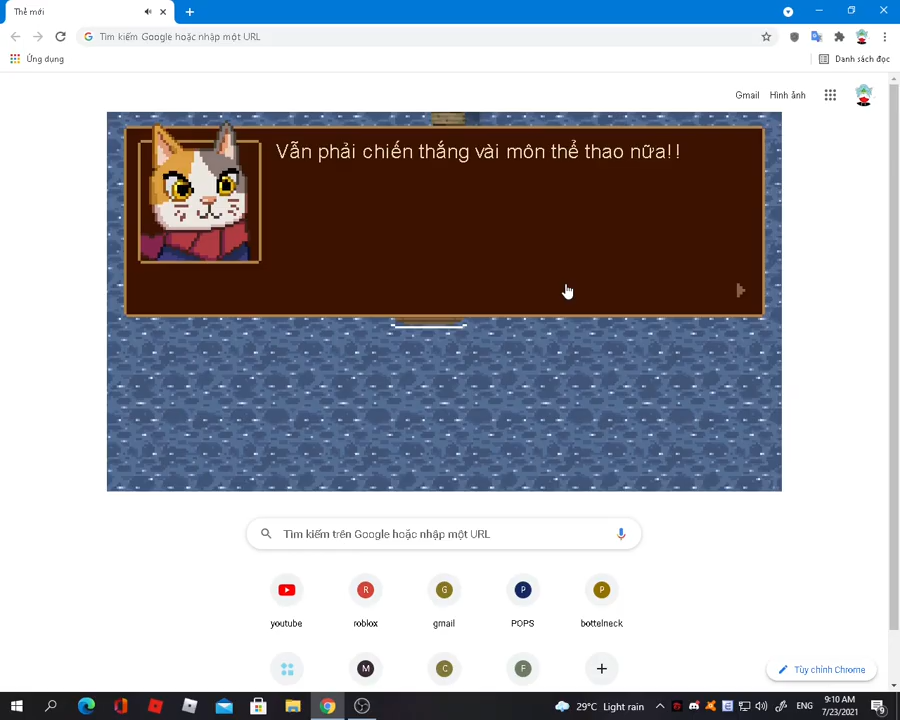 Thẻ mới
Tìm kiếm Google hoặc nhập một URL
Ứng dụng
Danh sách đọc
Gmail
Hình ảnh
Vẫn phải chiến thắng vài môn thể thao nữa!!
Tìm kiếm trên Google hoặc nhập một URL
R
G
P
P
youtube
roblox
gmail
POPS
bottelneck
M
C
F
Tùy chỉnh Chrome
29°C Light rain
ENG
9:10 AM
7/23/2021
9